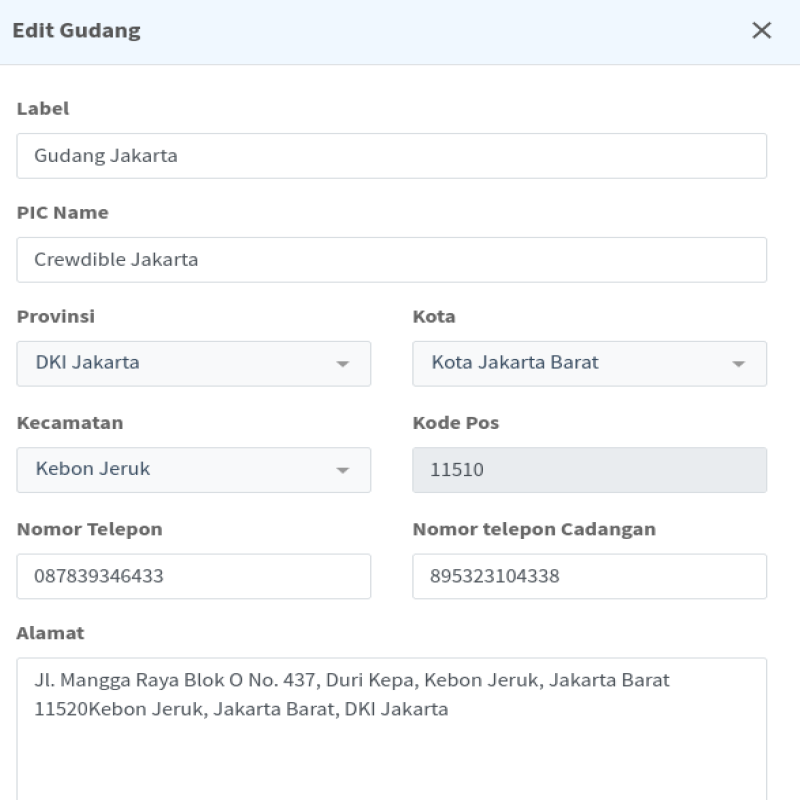 Edit Gudang
Label
Gudang Jakarta
PIC Name
Crewdible Jakarta
Provinsi
Kota
DKI Jakarta
Kota Jakarta Barat
Kecamatan
Kode Pos
Kebon Jeruk
11510
Nomor Telepon
Nomor telepon Cadangan
087839346433
895323104338
Alamat
Jl. Mangga Raya Blok O No. 437, Duri Kepa, Kebon Jeruk, Jakarta Barat
11520Kebon Jeruk, Jakarta Barat, DKI Jakarta